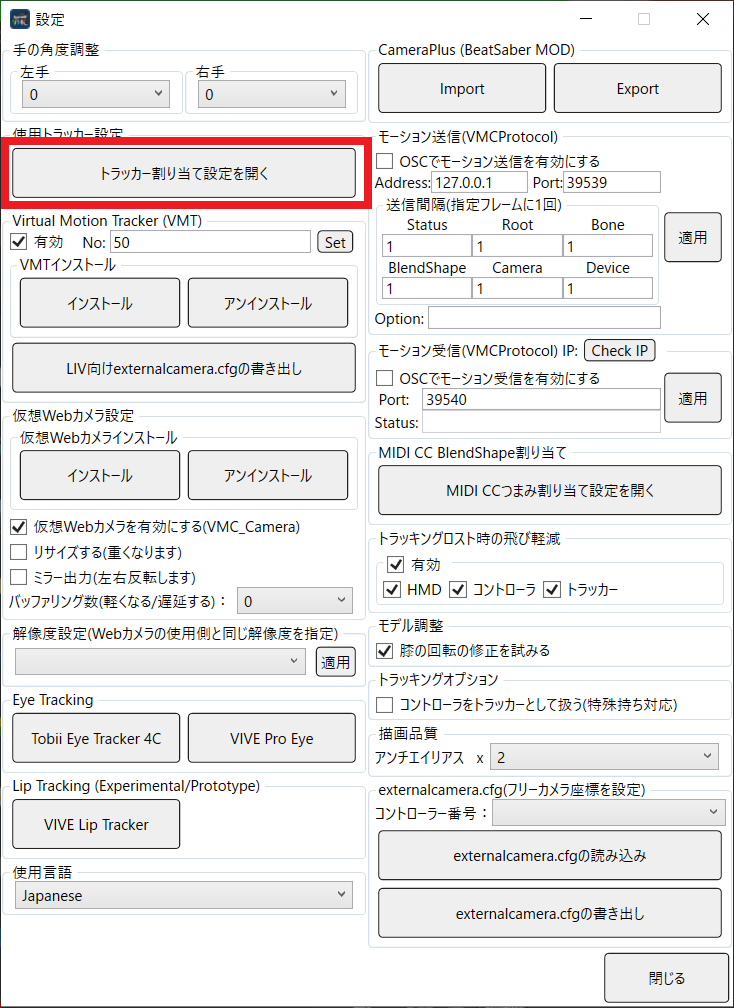 設定
手の角度調整
左手
右手
0
0
使用トラッカー設定
トラッカー割り当て設定を開く
Virtual Motion Tracker (VMT)
有効 No: 50 Set
VMTインストール
インストール
アンインストール
LIV向けexternalcamera.cfgの書き出し
仮想Webカメラ設定
仮想Webカメラインストール
インストール
アンインストール
仮想Webカメラを有効にする(VMC_Camera)
リサイズする(重くなります)
ミラー出力(左右反転します)
バッファリング数(軽くなる/遅延する)： 0
解像度設定(Webカメラの使用側と同じ解像度を指定)
適用
Eye Tracking
Tobii Eye Tracker 4C
VIVE Pro Eye
Lip Tracking (Experimental/Prototype)
VIVE Lip Tracker
使用言語
Japanese
CameraPlus (BeatSaber MOD)
Import
Export
モーション送信(VMCProtocol)
OSCでモーション送信を有効にする
Address: 127.0.0.1 Port: 39539
送信間隔(指定フレームに1回)
Status Root Bone
1 1 1
BlendShape Camera Device
1 1 1
適用
Option:
モーション受信(VMCProtocol) IP: Check IP
OSCでモーション受信を有効にする
Port: 39540
Status:
適用
MIDI CC BlendShape割り当て
MIDI CCつまみ割り当て設定を開く
トラッキングロスト時の飛び軽減
有効
HMD コントローラ トラッカー
モデル調整
膝の回転の修正を試みる
トラッキングオプション
コントローラをトラッカーとして扱う(特殊持ち対応)
描画品質
アンチエイリアス x 2
externalcamera.cfg(フリーカメラ座標を設定)
コントローラー番号：
externalcamera.cfgの読み込み
externalcamera.cfgの書き出し
閉じる